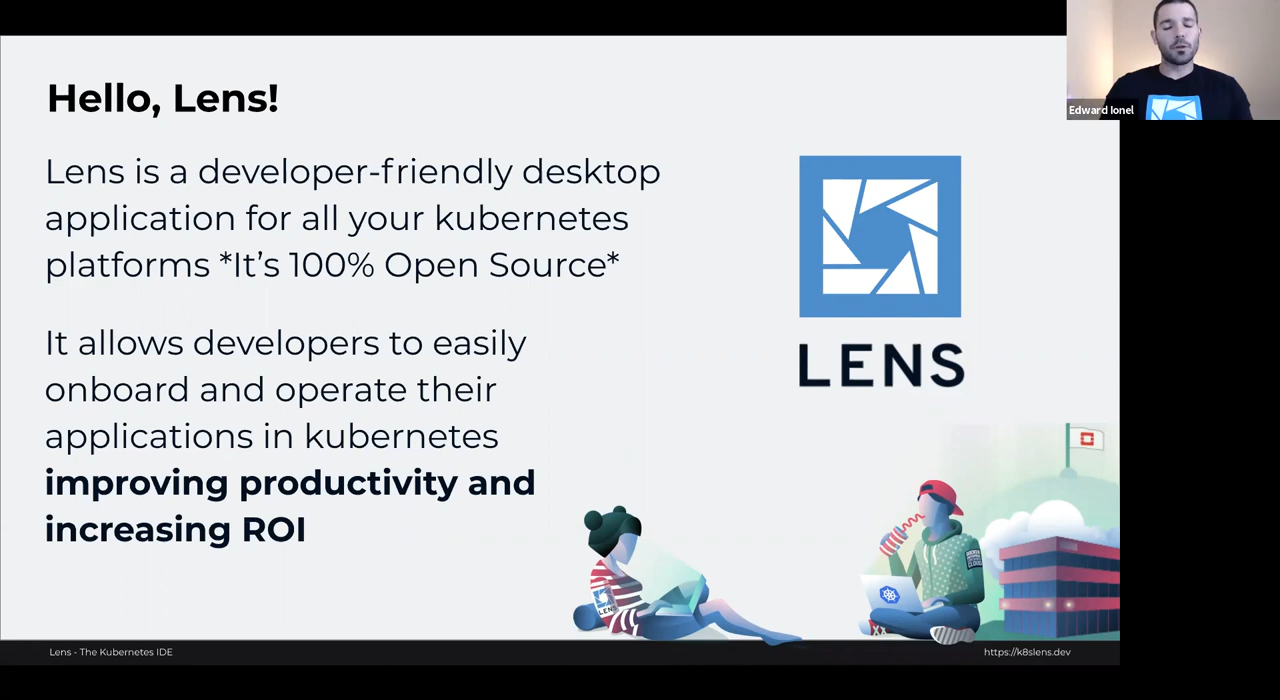 Hello, Lens!
Lens is a developer-friendly desktop
application for all your kubernetes
platforms *It's 100% Open Source*
It allows developers to easily
onboard and operate their
applications in kubernetes
improving productivity and
increasing ROI
LENS
LENS
Edward Ionel
Lens - The Kubernetes IDE
https://k8slens.dev